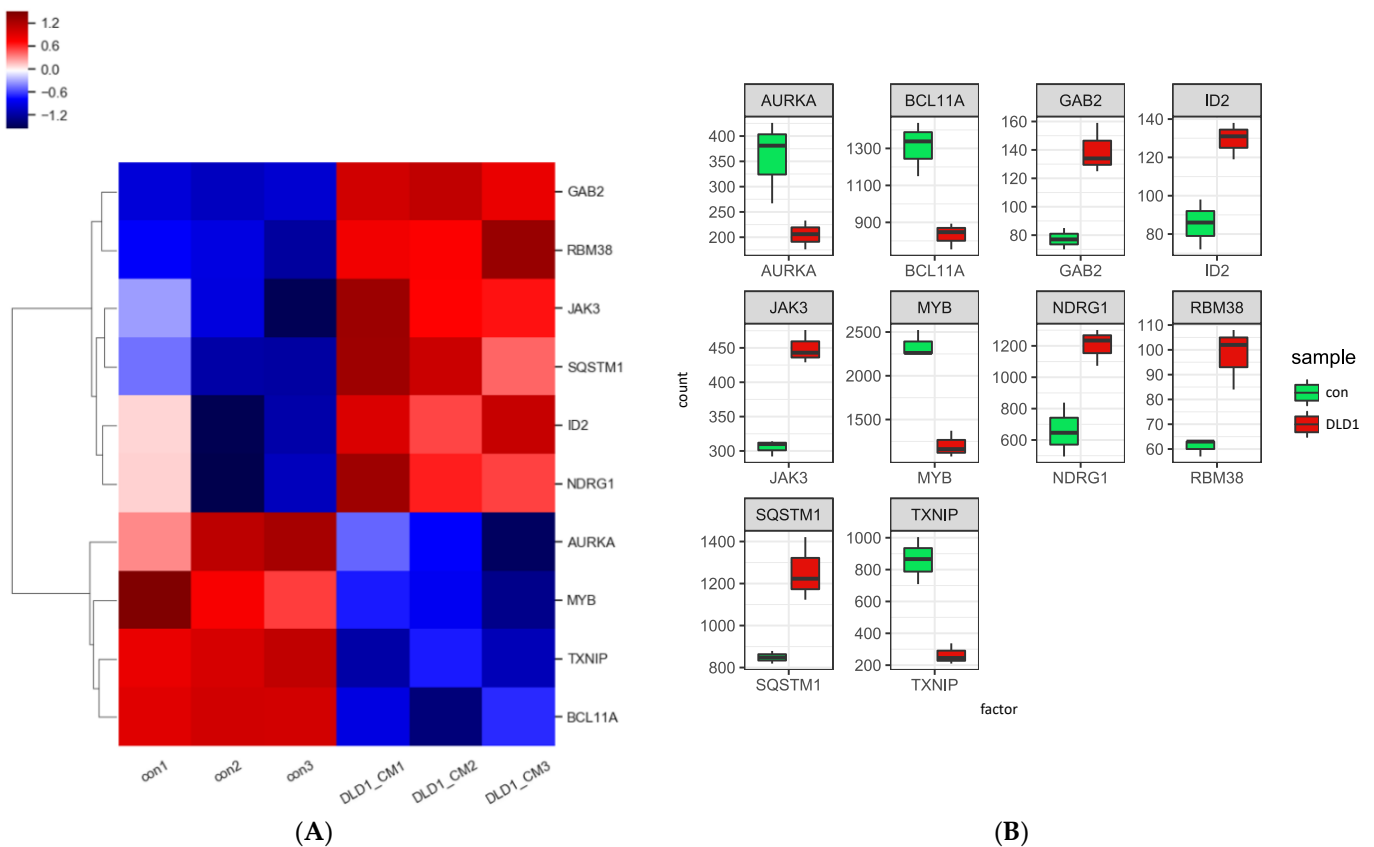 1.2
0.6
0.0
−0.6
−1.2
GAB2
RBM38
JAK3
SQSTM1
ID2
NDRG1
AURKA
MYB
TXNIP
BCL11A
con1 con2 con3 DLD1_CM1 DLD1_CM2 DLD1_CM3
(A)
AURKA BCL11A GAB2 ID2
400
350
300
250
200
1300
1100
900
160
140
120
100
80
140
120
100
80
AURKA BCL11A GAB2 ID2
JAK3 MYB NDRG1 RBM38
450
400
350
300
2500
2000
1500
1200
1000
800
600
110
100
90
80
70
60
JAK3 MYB NDRG1 RBM38
SQSTM1 TXNIP
1400
1200
1000
800
1000
800
600
400
200
SQSTM1 TXNIP
count
factor
sample
con
DLD1
(B)